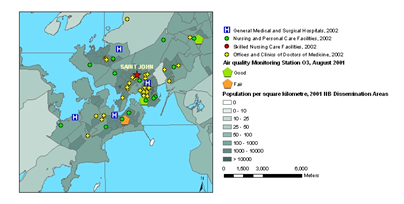 SAINT JOHN
H
H
H
H
N
H General Medical and Surgical Hospitals, 2002
Nursing and Personal Care Facilities, 2002
Skilled Nursing Care Facilities, 2002
Offices and Clinics of Doctors of Medicine, 2002
Air quality Monitoring Station O3, August 2001
Good
Fair
Population per square kilometre, 2001 NB Dissemination Areas
0
0 - 10
10 - 25
25 - 50
50 - 100
100 - 1000
1000 - 10000
> 10000
0 1,500 3,000 6,000
Meters